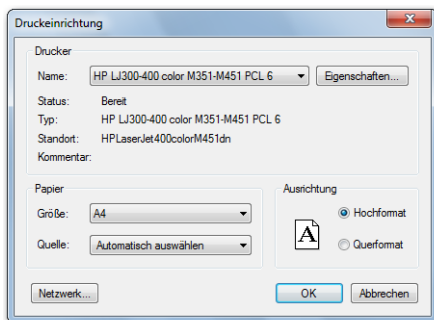 Druckeinrichtung
Drucker
Name: HP LJ300-400 color M351-M451 PCL 6 Eigenschaften...
Status: Bereit
Typ: HP LJ300-400 color M351-M451 PCL 6
Standort: HPLaserJet400colorM451dn
Kommentar:
Papier
Größe: A4
Quelle: Automatisch auswählen
Ausrichtung
A
Hochformat
Querformat
Netzwerk... OK Abbrechen